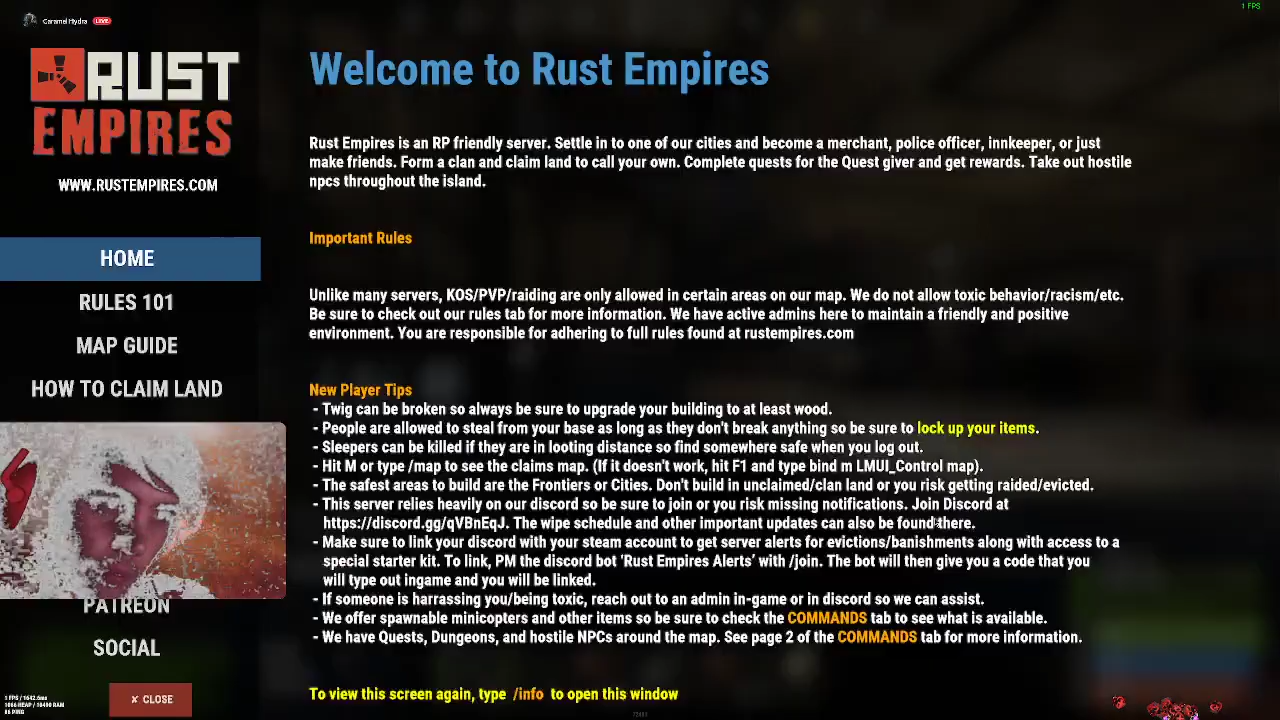 Caramel Hydra LIVE
1 FPS
RUST
EMPIRES
WWW.RUSTEMPIRES.COM
HOME
RULES 101
MAP GUIDE
HOW TO CLAIM LAND
PATREON
SOCIAL
✘ CLOSE
Welcome to Rust Empires
Rust Empires is an RP friendly server. Settle in to one of our cities and become a merchant, police officer, innkeeper, or just
make friends. Form a clan and claim land to call your own. Complete quests for the Quest giver and get rewards. Take out hostile
npcs throughout the island.
Important Rules
Unlike many servers, KOS/PVP/raiding are only allowed in certain areas on our map. We do not allow toxic behavior/racism/etc.
Be sure to check out our rules tab for more information. We have active admins here to maintain a friendly and positive
environment. You are responsible for adhering to full rules found at rustempires.com
New Player Tips
- Twig can be broken so always be sure to upgrade your building to at least wood.
- People are allowed to steal from your base as long as they don't break anything so be sure to lock up your items.
- Sleepers can be killed if they are in looting distance so find somewhere safe when you log out.
- Hit M or type /map to see the claims map. (If it doesn't work, hit F1 and type bind m LMUI_Control map).
- The safest areas to build are the Frontiers or Cities. Don't build in unclaimed/clan land or you risk getting raided/evicted.
- This server relies heavily on our discord so be sure to join or you risk missing notifications. Join Discord at
https://discord.gg/qVBnEqJ. The wipe schedule and other important updates can also be found there.
- Make sure to link your discord with your steam account to get server alerts for evictions/banishments along with access to a
special starter kit. To link, PM the discord bot ‘Rust Empires Alerts’ with /join. The bot will then give you a code that you
will type out ingame and you will be linked.
- If someone is harrassing you/being toxic, reach out to an admin in-game or in discord so we can assist.
- We offer spawnable minicopters and other items so be sure to check the COMMANDS tab to see what is available.
- We have Quests, Dungeons, and hostile NPCs around the map. See page 2 of the COMMANDS tab for more information.
To view this screen again, type /info to open this window